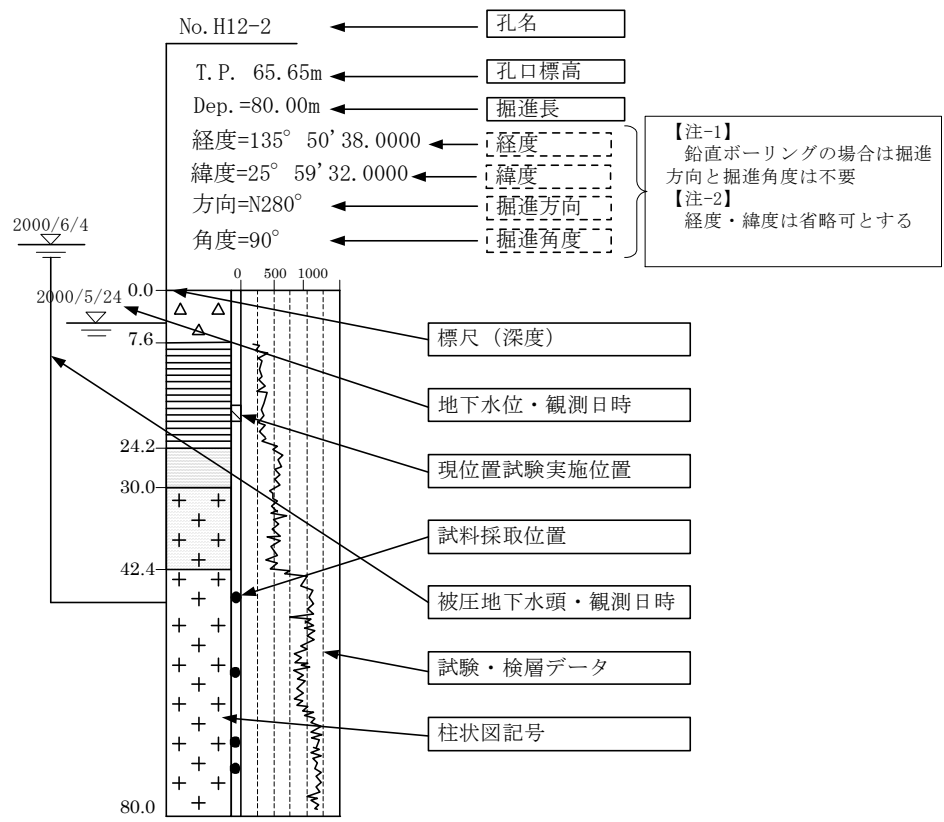 No. H12-2
孔名
T.P. 65.65m
孔口標高
Dep.=80.00m
掘進長
経度=135° 50'38.0000
経度
緯度=25° 59'32.0000
緯度
方向=N280°
掘進方向
角度=90°
掘進角度
【注-1】
鉛直ボーリングの場合は掘進
方向と掘進角度は不要
【注-2】
経度・緯度は省略可とする
2000/6/4
0 500 1000
2000/5/24
0.0
7.6
24.2
30.0
42.4
80.0
標尺（深度）
地下水位・観測日時
現位置試験実施位置
試料採取位置
被圧地下水頭・観測日時
試験・検層データ
柱状図記号